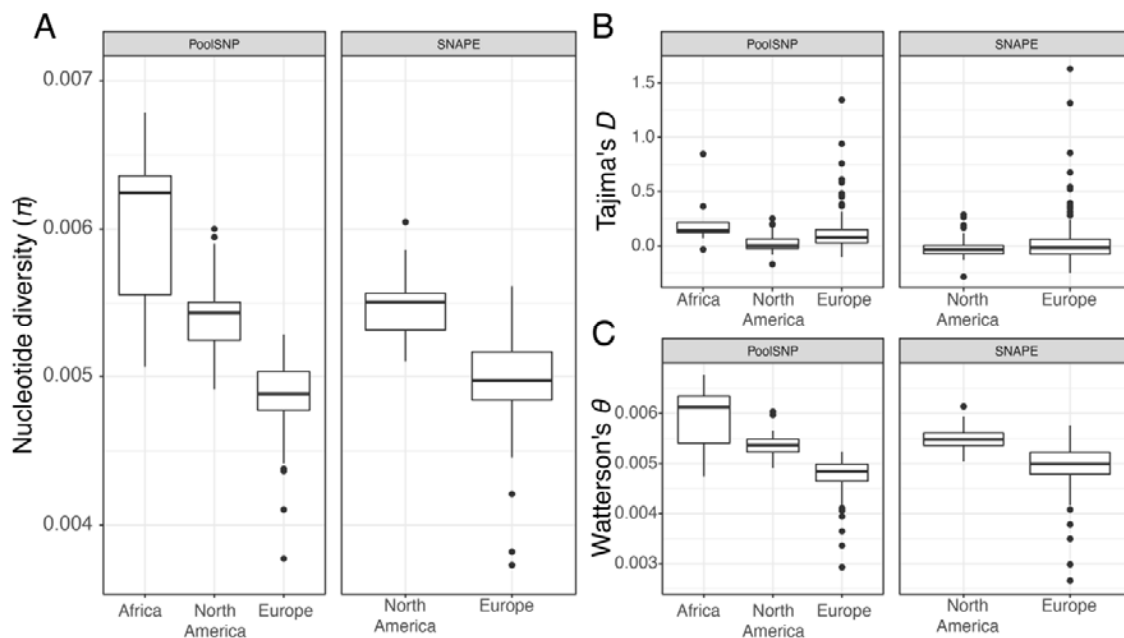 A
PoolSNP
SNAPE
Nucleotide diversity (π)
0.007
0.006
0.005
0.004
Africa
North
America
Europe
North
America
Europe
B
PoolSNP
SNAPE
Tajima's D
1.5
1.0
0.5
0.0
Africa
North
America
Europe
North
America
Europe
C
PoolSNP
SNAPE
Watterson's θ
0.006
0.005
0.004
0.003
Africa
North
America
Europe
North
America
Europe